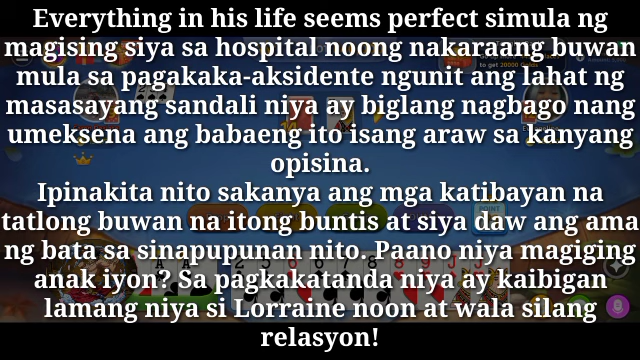 Everything in his life seems perfect simula ng
magising siya sa hospital noong nakaraang buwan
mula sa pagakaka-aksidente ngunit ang lahat ng
masasayang sandali niya ay biglang nagbago nang
umeksena ang babaeng ito isang araw sa kanyang
opisina.
Ipinakita nito sakanya ang mga katibayan na
tatlong buwan na itong buntis at siya daw ang ama
ng bata sa sinapupunan nito. Paano niya magiging
anak iyon? Sa pagkakatanda niya ay kaibigan
lamang niya si Lorraine noon at wala silang
relasyon!